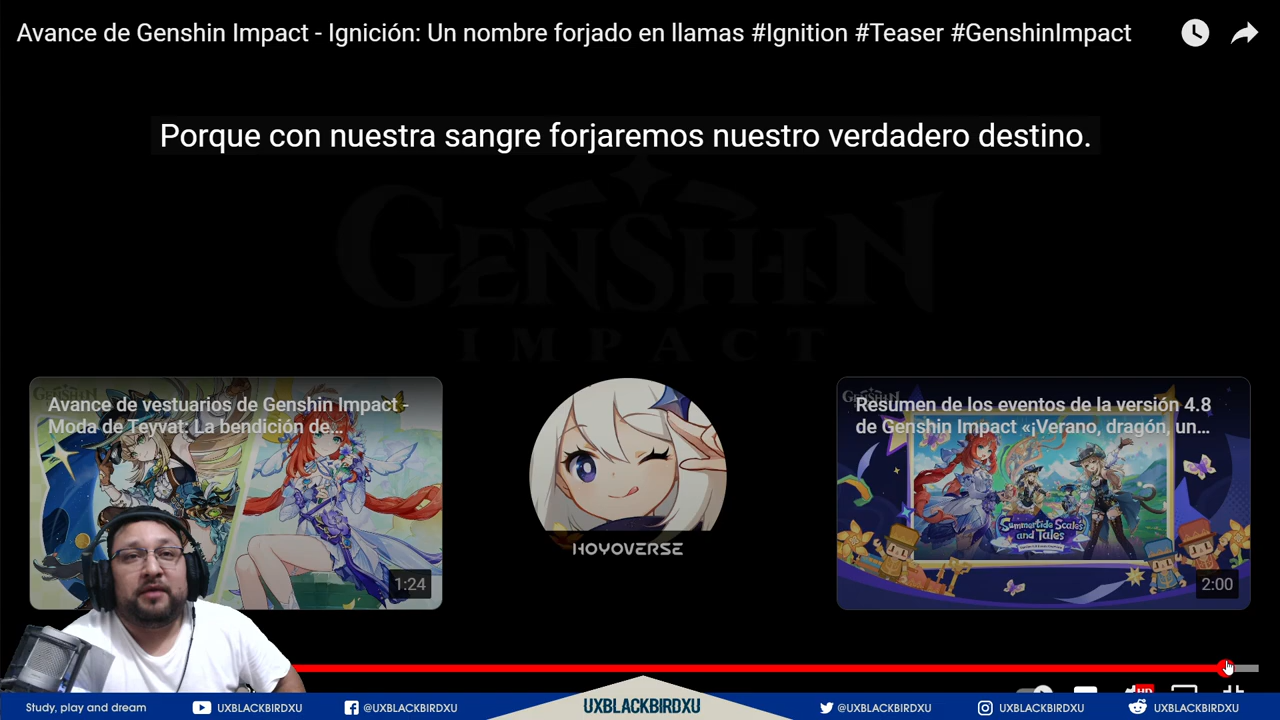 Avance de Genshin Impact - Ignición: Un nombre forjado en llamas #Ignition #Teaser #GenshinImpact
Porque con nuestra sangre forjaremos nuestro verdadero destino.
GENSHIN
IMPACT
GENSHIN
Avance de vestuarios de Genshin Impact -
Moda de Teyvat: La bendición de...
1:24
HOYOVERSE
GENSHIN
Resumen de los eventos de la versión 4.8
de Genshin Impact «¡Verano, dragón, un...
Summertide Scales
and Tales
2:00
HD
Study, play and dream
UXBLACKBIRDXU
@UXBLACKBIRDXU
UXBLACKBIRDXU
@UXBLACKBIRDXU
UXBLACKBIRDXU
UXBLACKBIRDXU